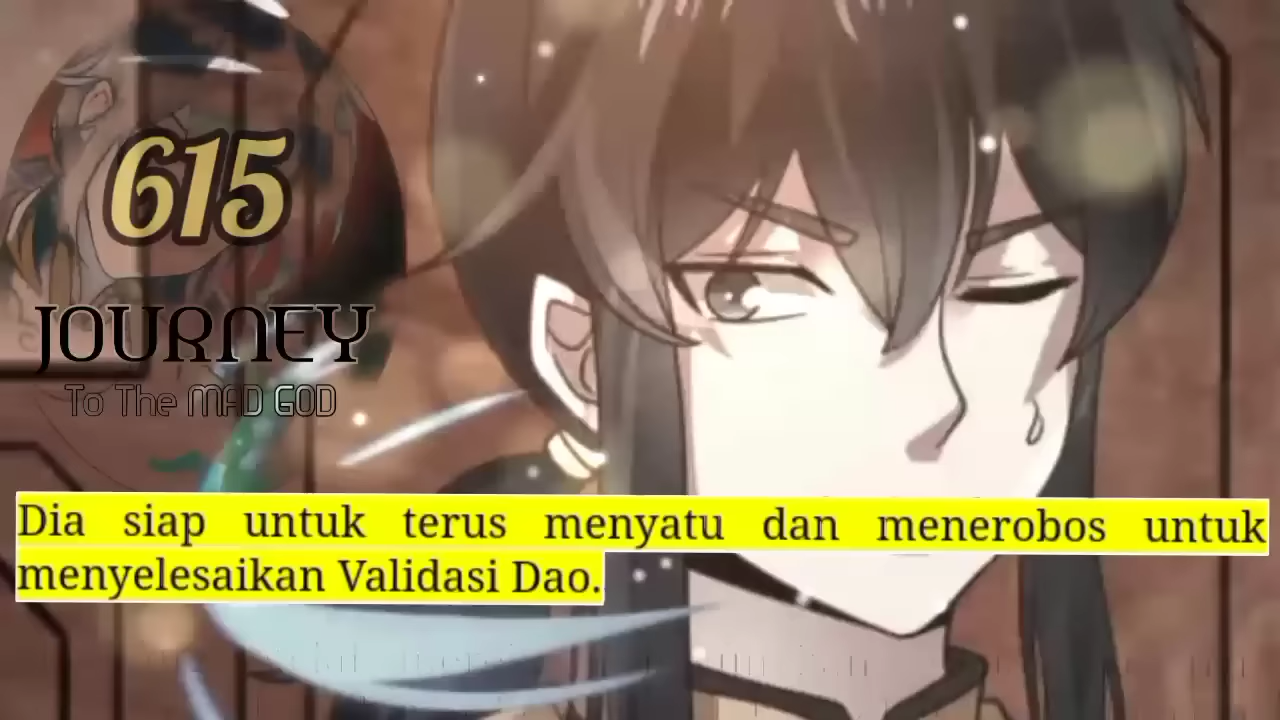 615
JOURNEY
To The MAD GOD
Dia siap untuk terus menyatu dan menerobos untuk
menyelesaikan Validasi Dao.